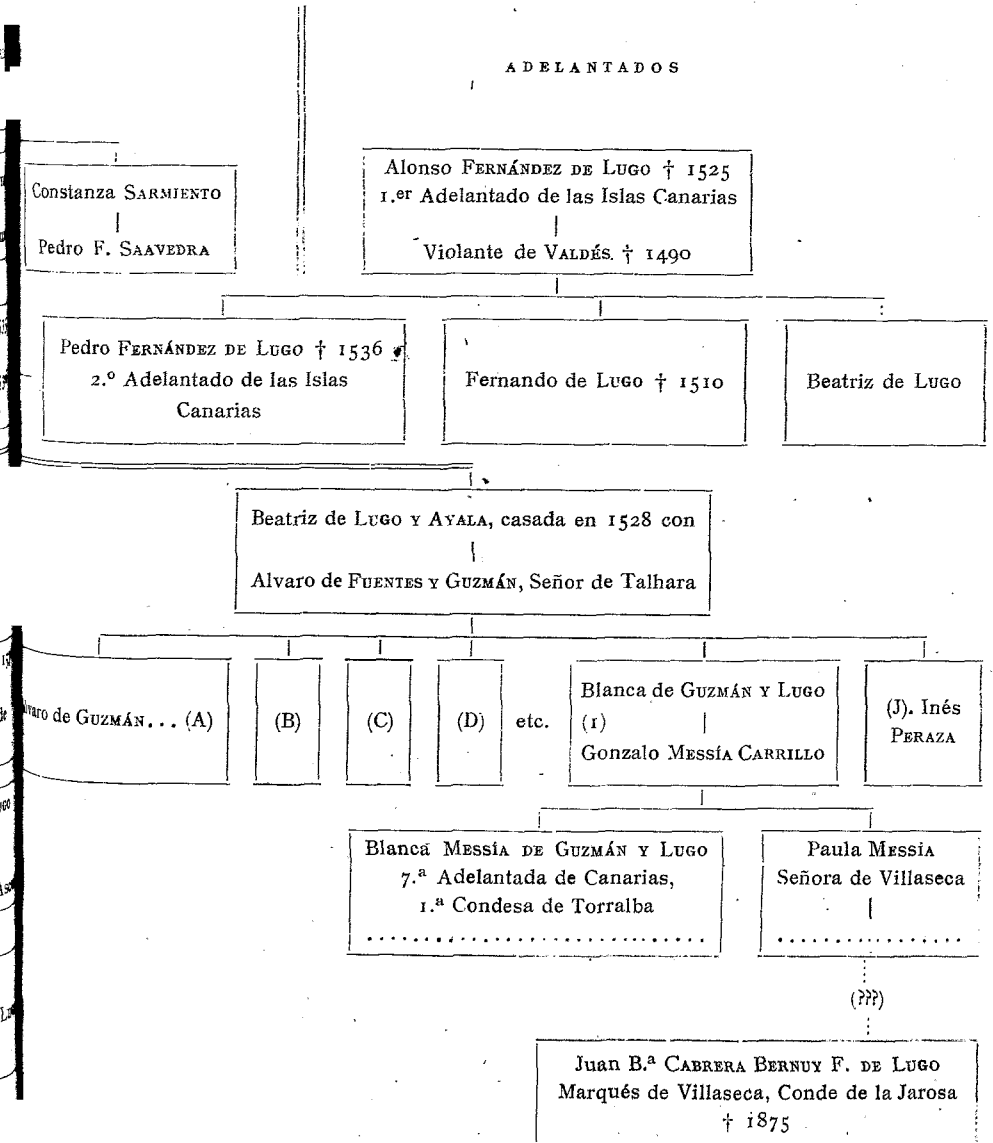 ADELANTADOS
Constanza SARMIENTO
Pedro F. SAAVEDRA
Alonso FERNÁNDEZ DE LUGO † 1525
1.er Adelantado de las Islas Canarias
Violante de VALDÉS. † 1490
Pedro FERNÁNDEZ DE LUGO † 1536
2.º Adelantado de las Islas
Canarias
Fernando de LUGO † 1510
Beatriz de LUGO
Beatriz de LUGO Y AYALA, casada en 1528 con
Alvaro de FUENTES Y GUZMÁN, Señor de Talhara
de GUZMÁN... (A)
(B)
(C)
(D)
etc.
Blanca de GUZMÁN Y LUGO
(1)
Gonzalo MESSÍA CARRILLO
(J). Inés
PERAZA
Blanca MESSÍA DE GUZMÁN Y LUGO
7.ª Adelantada de Canarias,
1.ª Condesa de Torralba
..............................
Paula MESSIA
Señora de Villaseca
.................
(???)
Juan B.ª CABRERA BERNUY F. DE LUGO
Marqués de Villaseca, Conde de la Jarosa
† 1875